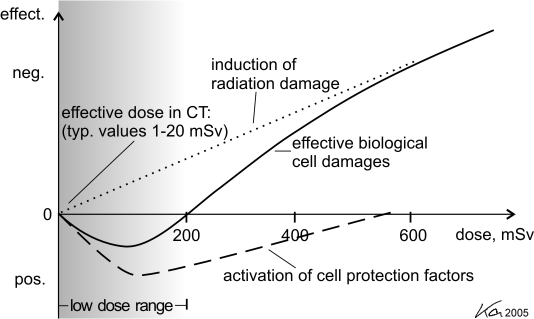 effect.
neg.
induction of
radiation damage
effective dose in CT:
(typ. values 1-20 mSv)
effective biological
cell damages
0
200
400
600
dose, mSv
pos.
activation of cell protection factors
low dose range
2005